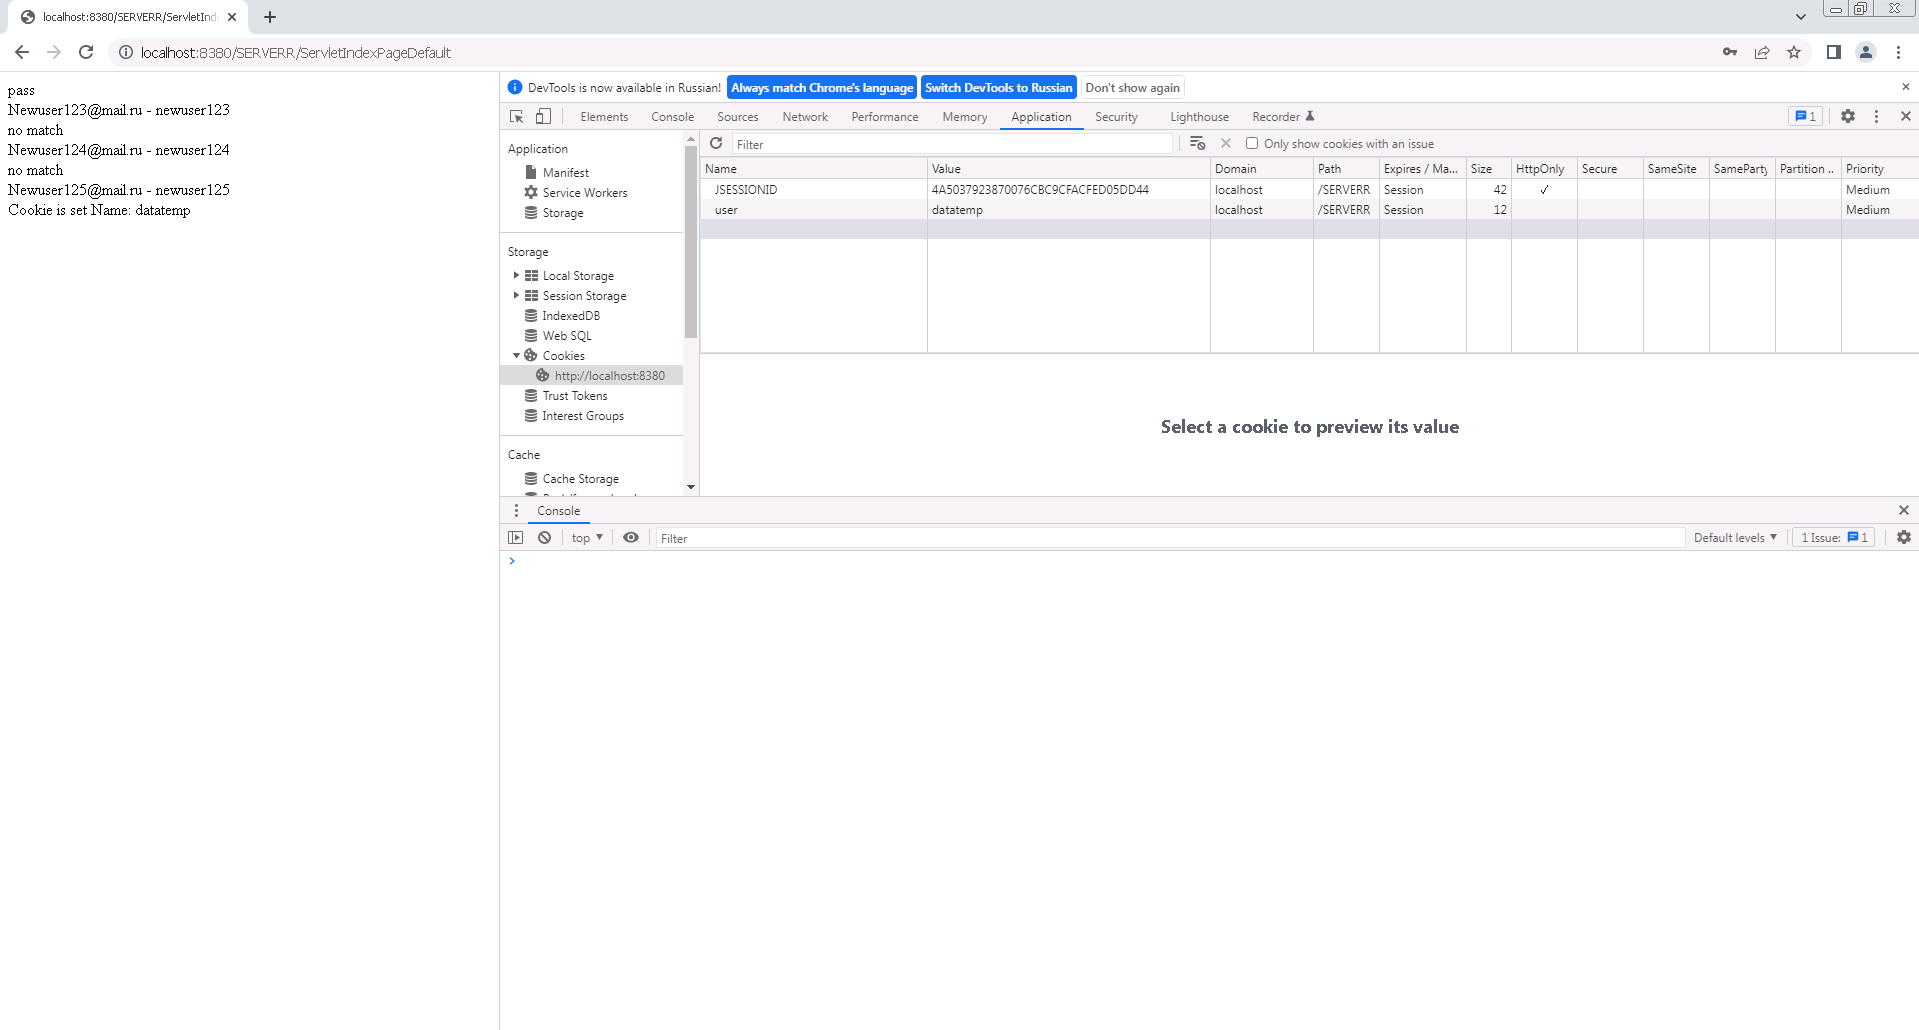 localhost:8380/SERVERR/ServletInd
localhost:8380/SERVERR/ServletIndexPageDefault
pass
Newuser123@mail.ru - newuser123
no match
Newuser124@mail.ru - newuser124
no match
Newuser125@mail.ru - newuser125
Cookie is set Name: datatemp
DevTools is now available in Russian! Always match Chrome's language Switch DevTools to Russian Don't show again
Elements Console Sources Network Performance Memory Application Security Lighthouse Recorder 1
Application
Manifest
Service Workers
Storage
Storage
Local Storage
Session Storage
IndexedDB
Web SQL
Cookies
http://localhost:8380
Trust Tokens
Interest Groups
Cache
Cache Storage
Filter Only show cookies with an issue
Name Value Domain Path Expires / Ma... Size HttpOnly Secure SameSite SameParty Partition ... Priority
JSESSIONID 4A5037923870076CBC9CFACFED05DD44 localhost /SERVERR Session 42 ✓ Medium
user datatemp localhost /SERVERR Session 12 Medium
Select a cookie to preview its value
Console
top Filter Default levels 1 Issue: 1